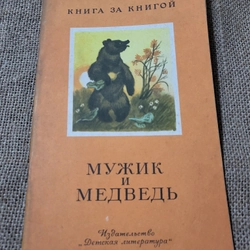 КНИГА ЗА КНИГОЙ
МУЖИК
И
МЕДВЕДЬ
Издательство
„Детская литература“